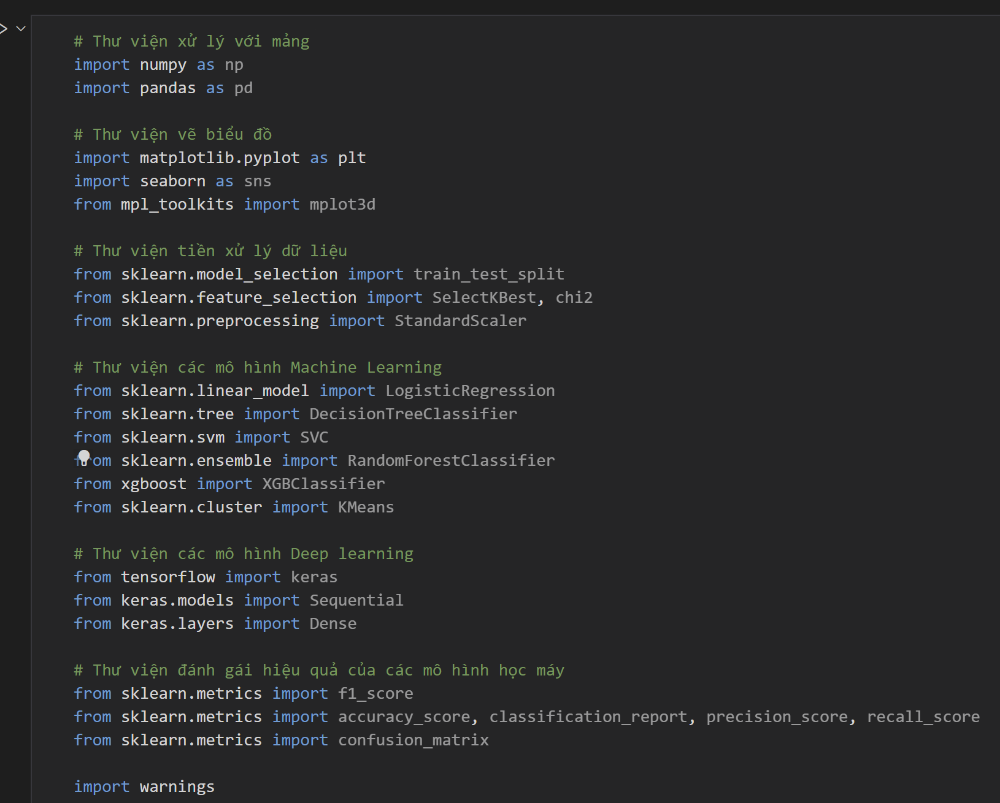 # Thư viện xử lý với mảng
import numpy as np
import pandas as pd
# Thư viện vẽ biểu đồ
import matplotlib.pyplot as plt
import seaborn as sns
from mpl_toolkits import mplot3d
# Thư viện tiền xử lý dữ liệu
from sklearn.model_selection import train_test_split
from sklearn.feature_selection import SelectKBest, chi2
from sklearn.preprocessing import StandardScaler
# Thư viện các mô hình Machine Learning
from sklearn.linear_model import LogisticRegression
from sklearn.tree import DecisionTreeClassifier
from sklearn.svm import SVC
from sklearn.ensemble import RandomForestClassifier
from xgboost import XGBClassifier
from sklearn.cluster import KMeans
# Thư viện các mô hình Deep learning
from tensorflow import keras
from keras.models import Sequential
from keras.layers import Dense
# Thư viện đánh gái hiệu quả của các mô hình học máy
from sklearn.metrics import f1_score
from sklearn.metrics import accuracy_score, classification_report, precision_score, recall_score
from sklearn.metrics import confusion_matrix
import warnings